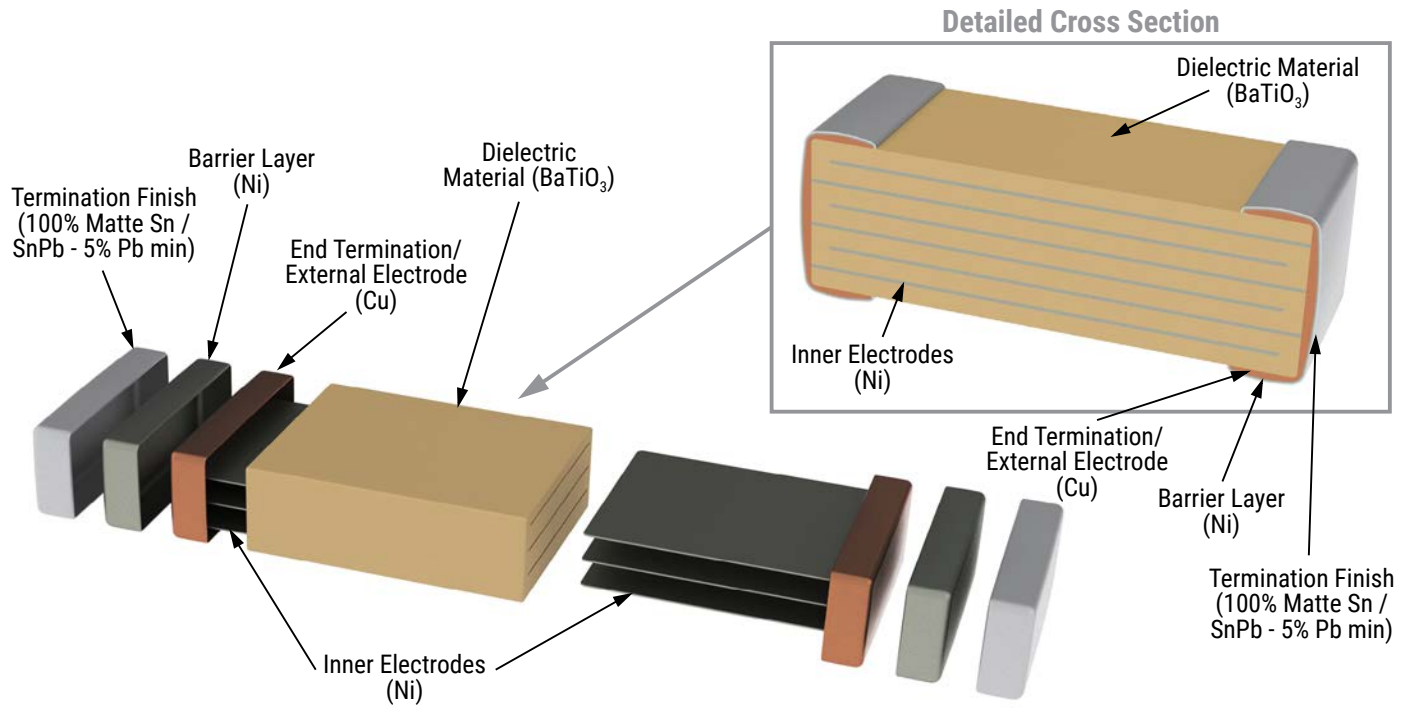 Detailed Cross Section
Dielectric Material
(BaTiO₃)
Inner Electrodes
(Ni)
End Termination/
External Electrode
(Cu)
Barrier Layer
(Ni)
Termination Finish
(100% Matte Sn /
SnPb - 5% Pb min)
Termination Finish
(100% Matte Sn /
SnPb - 5% Pb min)
Barrier Layer
(Ni)
End Termination/
External Electrode
(Cu)
Dielectric
Material (BaTiO₃)
Inner Electrodes
(Ni)